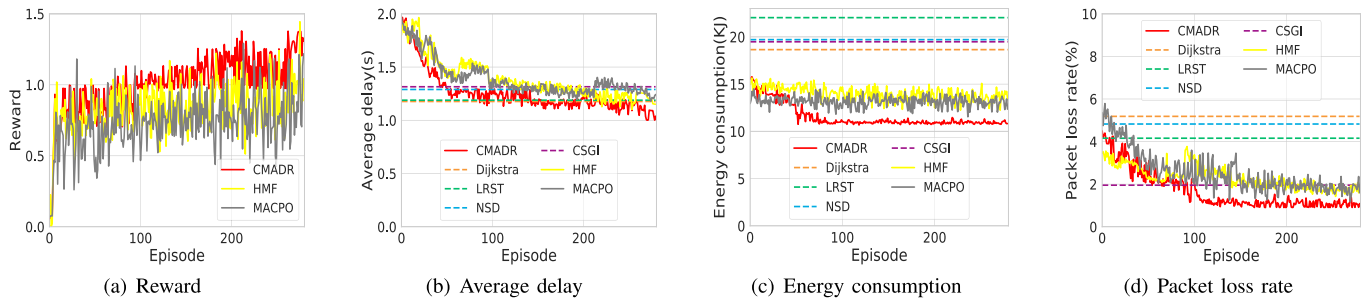 1.5
1.0
0.5
0.0
Reward
100
200
Episode
CMADR
HMF
MACPO
(a) Reward
2.0
1.5
1.0
0.5
0.0
Average delay(s)
0
100
200
Episode
CMADR
Dijkstra
LRST
NSD
CSGI
HMF
MACPO
(b) Average delay
20
15
10
5
0
Energy consumption(KJ)
0
100
200
Episode
CMADR
Dijkstra
LRST
NSD
CSGI
HMF
MACPO
(c) Energy consumption
10
8
6
4
2
0
Packet loss rate(%)
0
100
200
Episode
CMADR
Dijkstra
LRST
NSD
CSGI
HMF
MACPO
(d) Packet loss rate